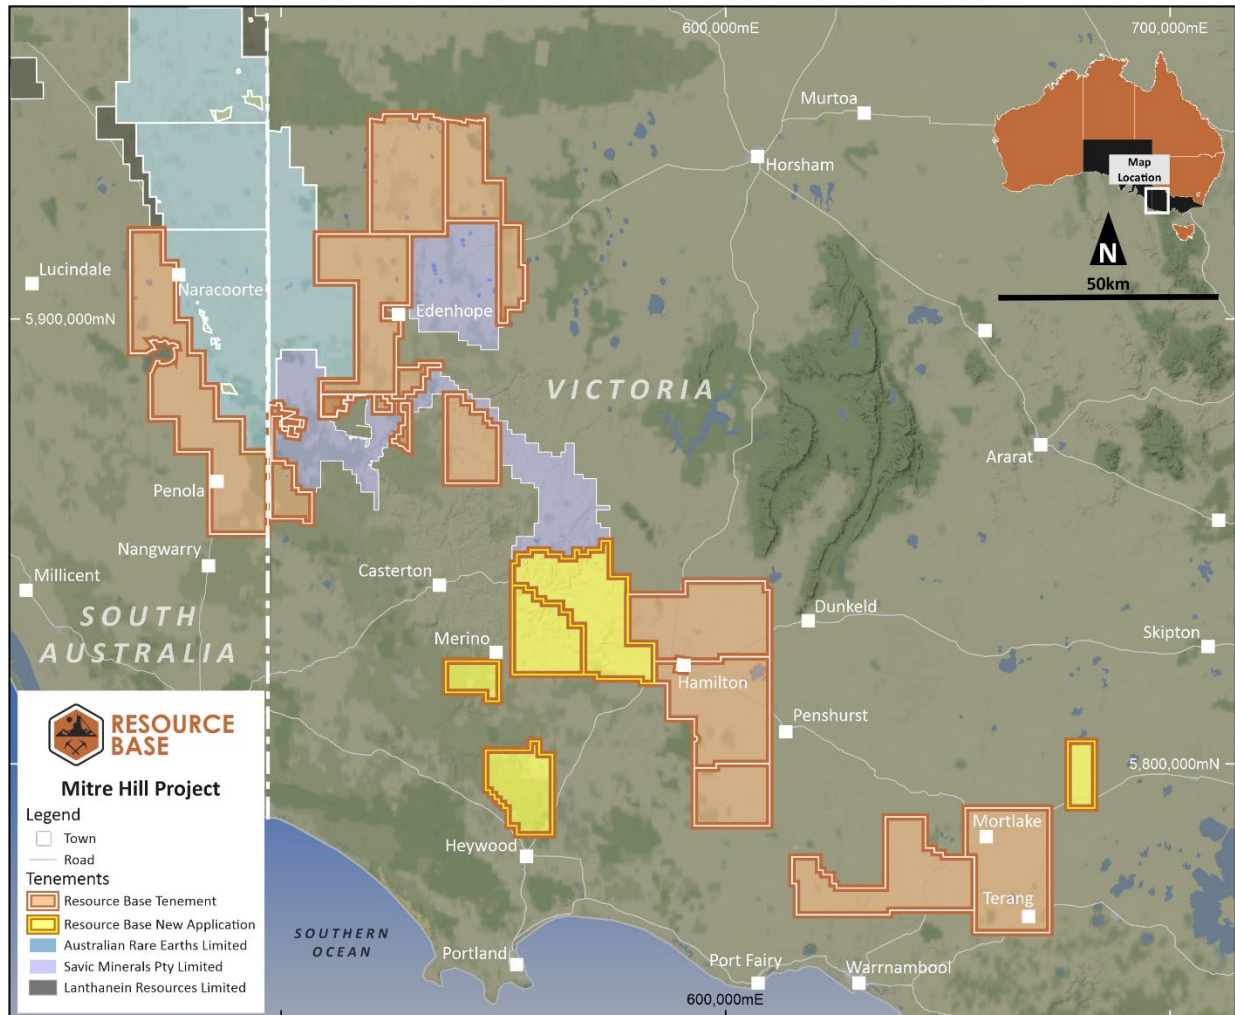 600,000mE
700,000mE
Murtoa
Horsham
Map
Location
N
50km
Lucindale
Naracoorte
5,900,000mN
Edenhope
VICTORIA
Ararat
Penola
Nangwarry
Millicent
Casterton
SOUTH
AUSTRALIA
Merino
Dunkeld
Skipton
Hamilton
Penshurst
5,800,000mN
Mortlake
Heywood
Terang
SOUTHERN
OCEAN
Portland
Port Fairy
Warrnambool
600,000mE
RESOURCE
BASE
Mitre Hill Project
Legend
Town
Road
Tenements
Resource Base Tenement
Resource Base New Application
Australian Rare Earths Limited
Savic Minerals Pty Limited
Lanthanein Resources Limited